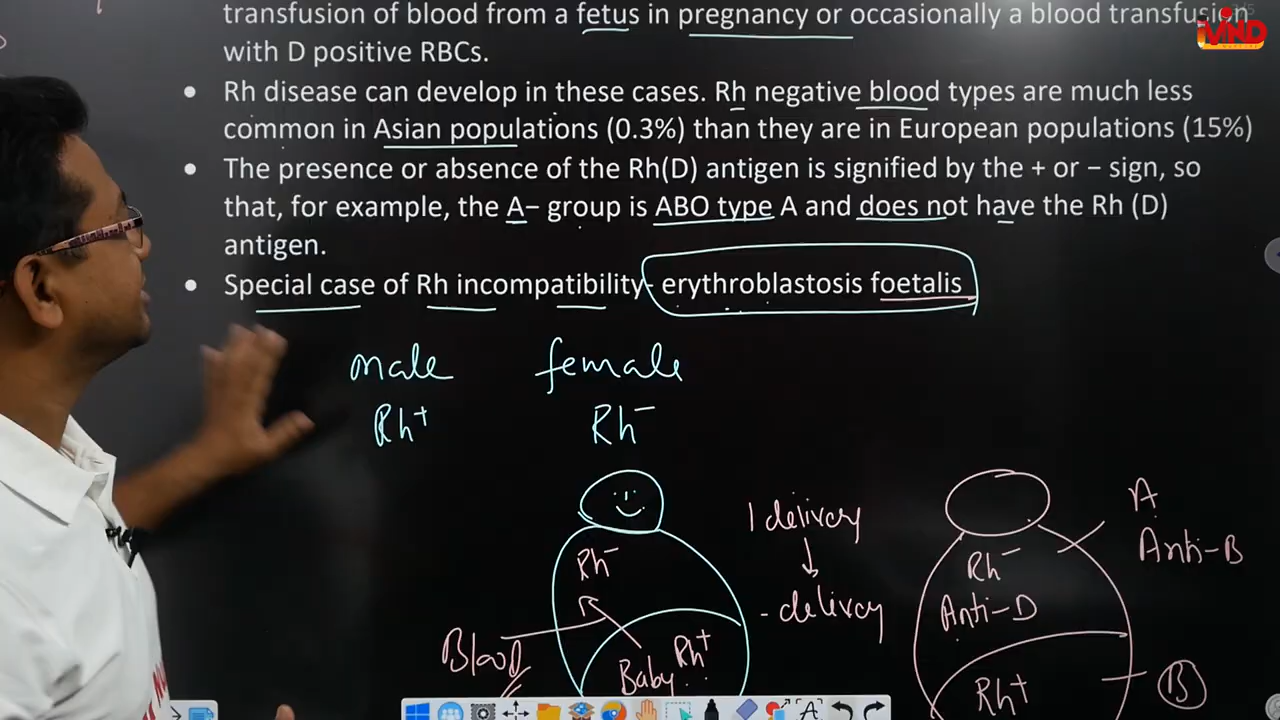 transfusion of blood from a fetus in pregnancy or occasionally a blood transfusion
with D positive RBCs.
• Rh disease can develop in these cases. Rh negative blood types are much less
common in Asian populations (0.3%) than they are in European populations (15%)
• The presence or absence of the Rh(D) antigen is signified by the + or − sign, so
that, for example, the A− group is ABO type A and does not have the Rh (D)
antigen.
• Special case of Rh incompatibility- erythroblastosis foetalis
male female
Rh+ Rh−
1 delivery
- delivery
Rh−
Blood
Baby Rh+
A
Anti-B
Rh−
Anti-D
Rh+
B